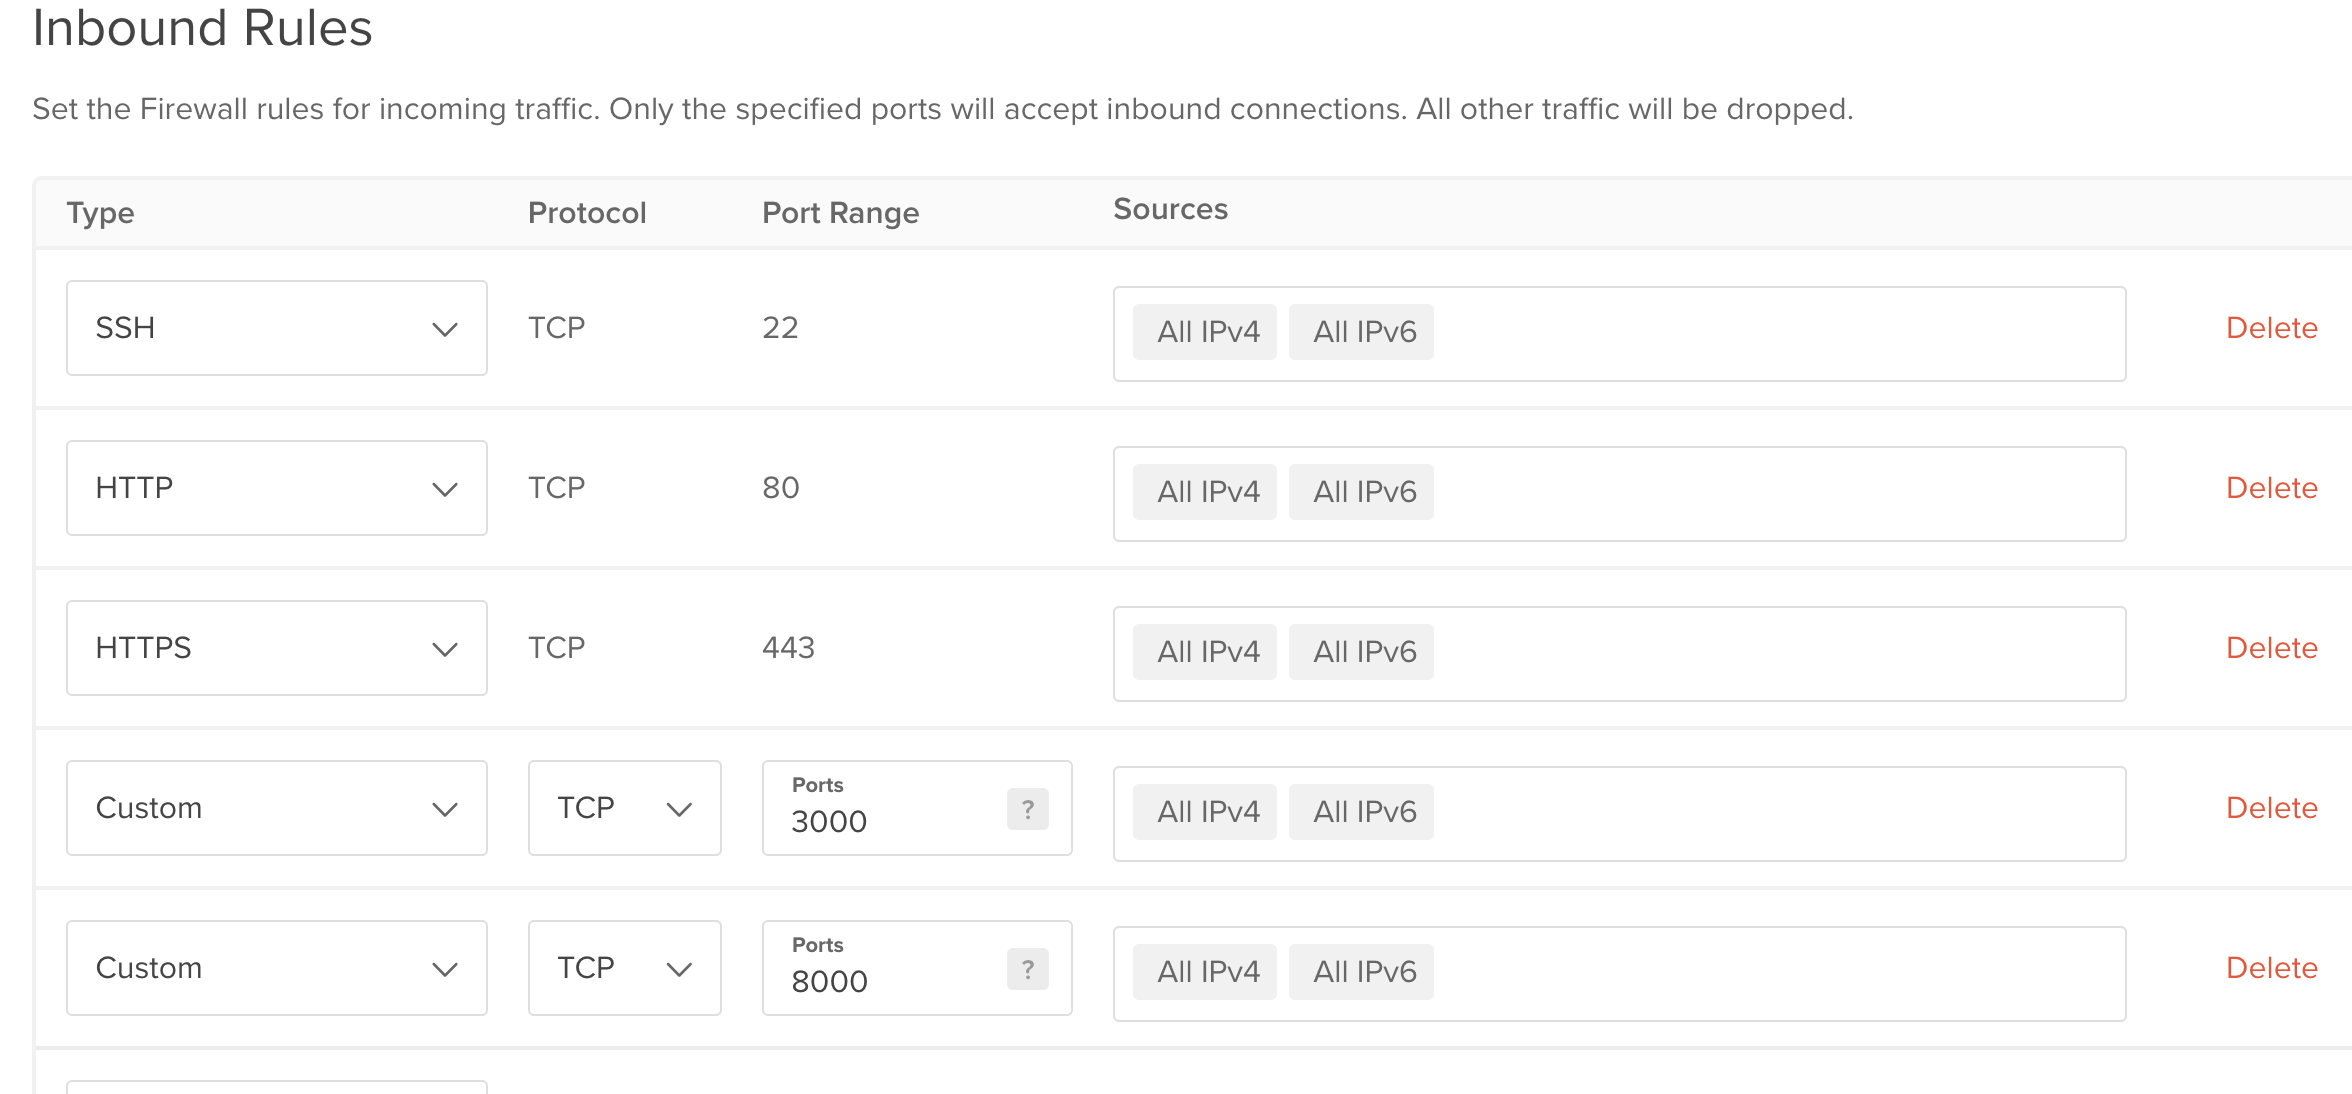 Inbound Rules
Set the Firewall rules for incoming traffic. Only the specified ports will accept inbound connections. All other traffic will be dropped.
Type Protocol Port Range Sources
SSH TCP 22 All IPv4 All IPv6 Delete
HTTP TCP 80 All IPv4 All IPv6 Delete
HTTPS TCP 443 All IPv4 All IPv6 Delete
Custom TCP Ports 3000 ? All IPv4 All IPv6 Delete
Custom TCP Ports 8000 ? All IPv4 All IPv6 Delete